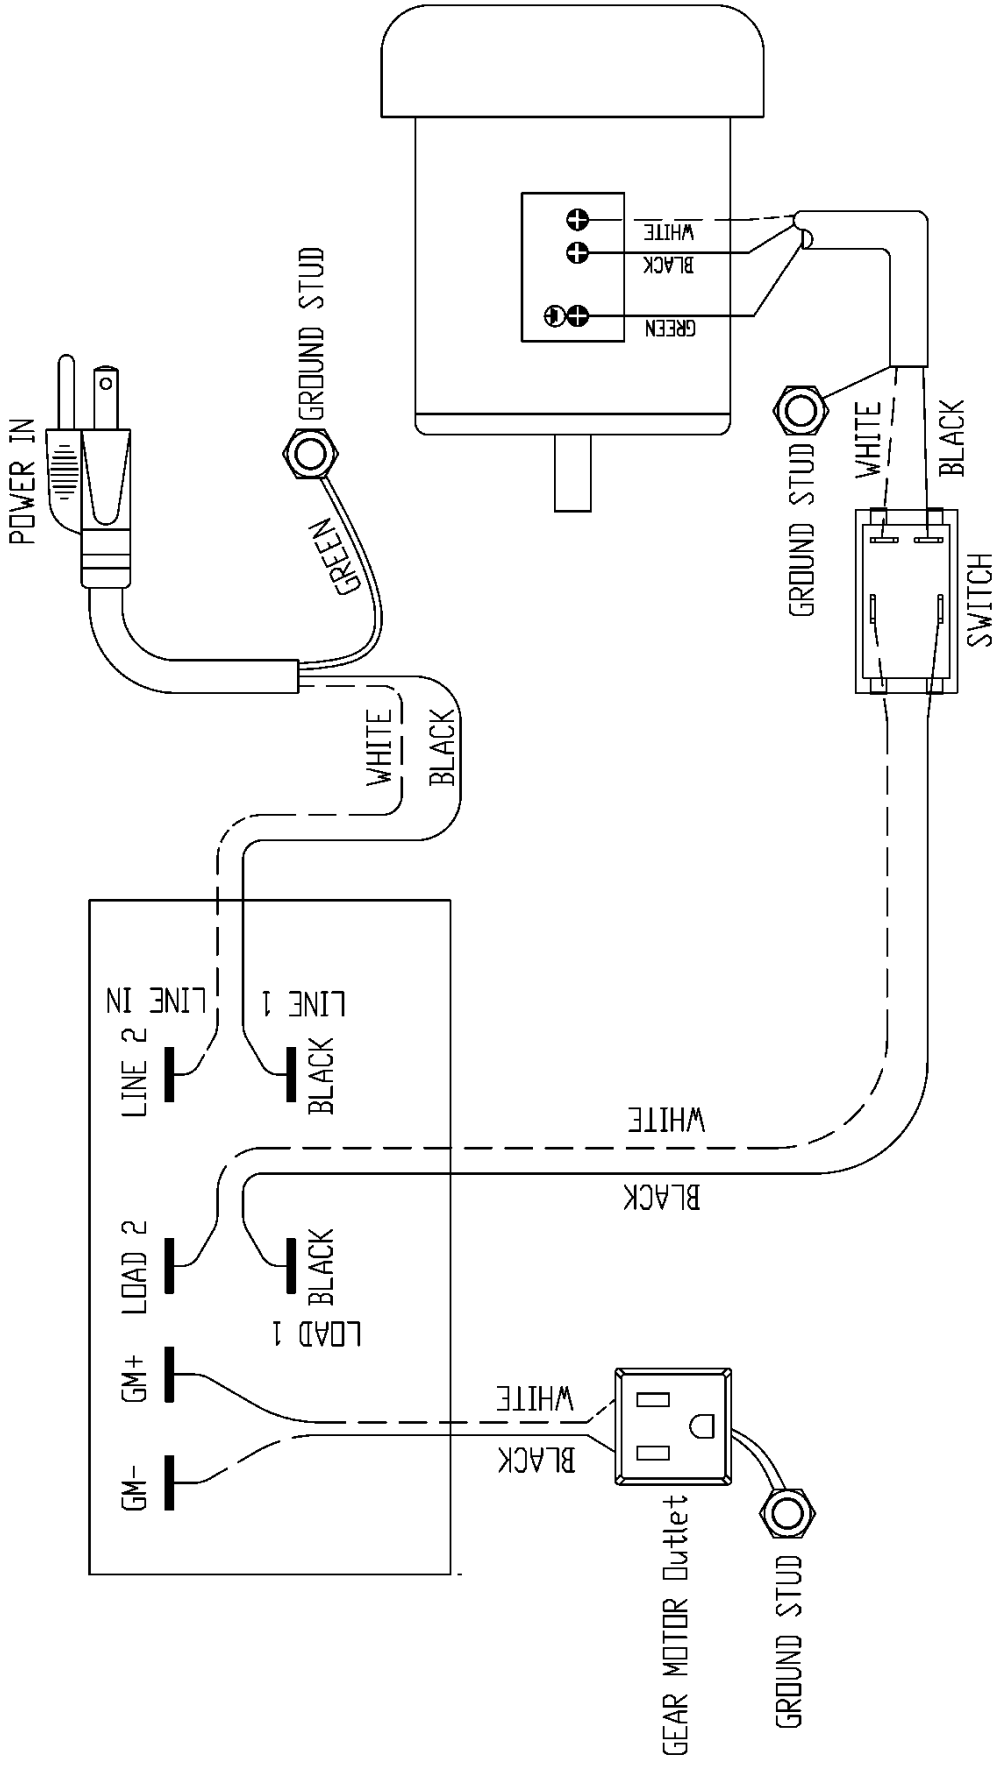 POWER IN
GROUND STUD
GREEN
WHITE
BLACK
WHITE
BLACK
GREEN
GROUND STUD
WHITE
BLACK
SWITCH
LINE IN
LINE 1
LINE 2
BLACK
WHITE
BLACK
LOAD 2
BLACK
LOAD 1
GM+
GM-
WHITE
BLACK
GEAR MOTOR Outlet
GROUND STUD